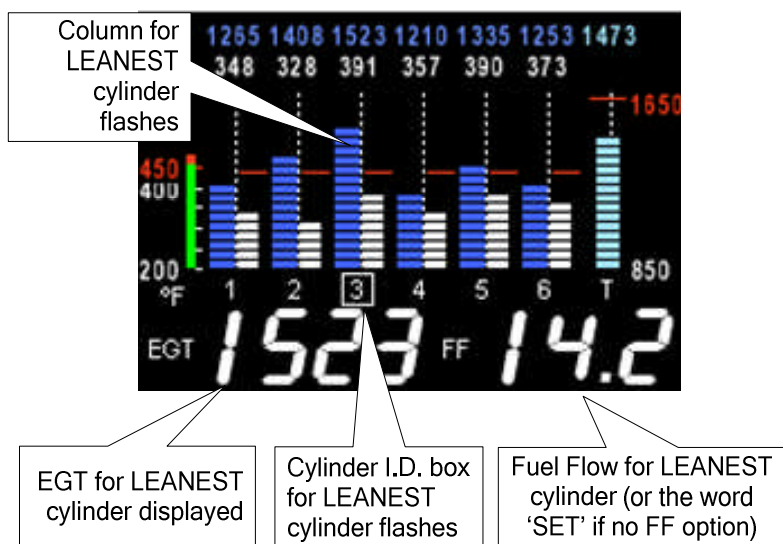 Column for
LEANEST
cylinder
flashes
1265 1408 1523 1210 1335 1253 1473
348 328 391 357 390 373
1650
450
400
200
850
°F 1 2 3 4 5 6 T
EGT 1523 FF 14.2
EGT for LEANEST
cylinder displayed
Cylinder I.D. box
for LEANEST
cylinder flashes
Fuel Flow for LEANEST
cylinder (or the word
‘SET’ if no FF option)